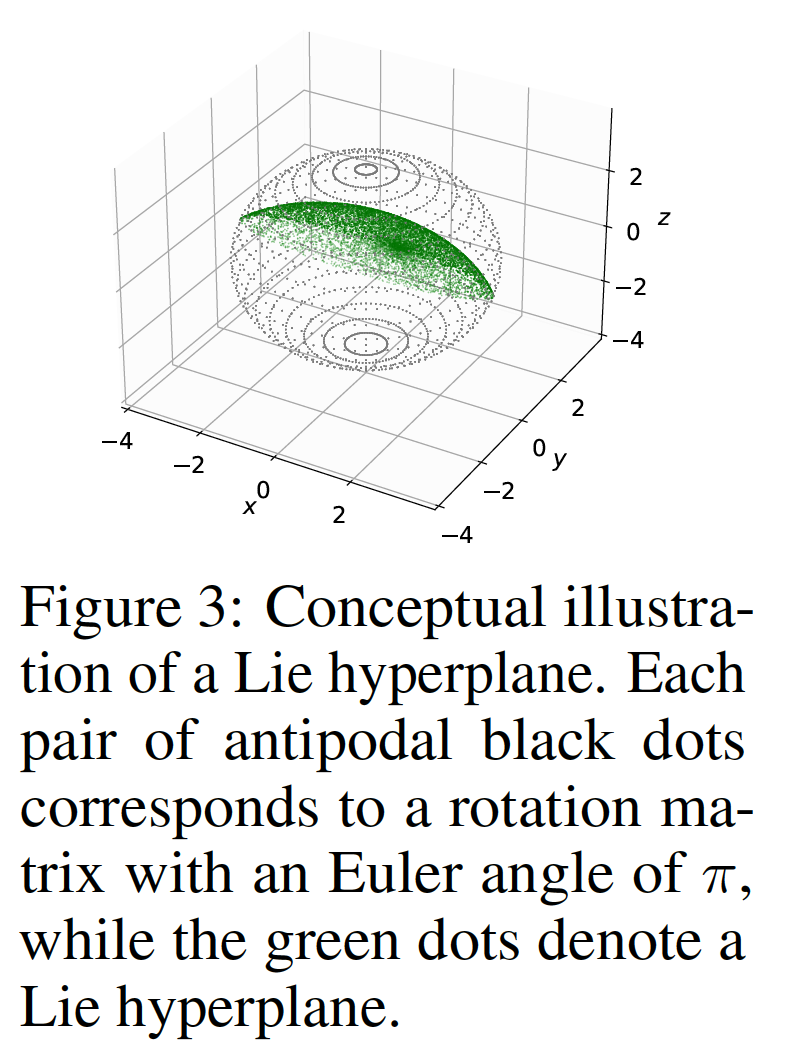 2
0
z
−2
−4
2
0
y
−2
−4
−4
−2
0
x
2
Figure 3: Conceptual illustra-
tion of a Lie hyperplane. Each
pair of antipodal black dots
corresponds to a rotation ma-
trix with an Euler angle of π,
while the green dots denote a
Lie hyperplane.